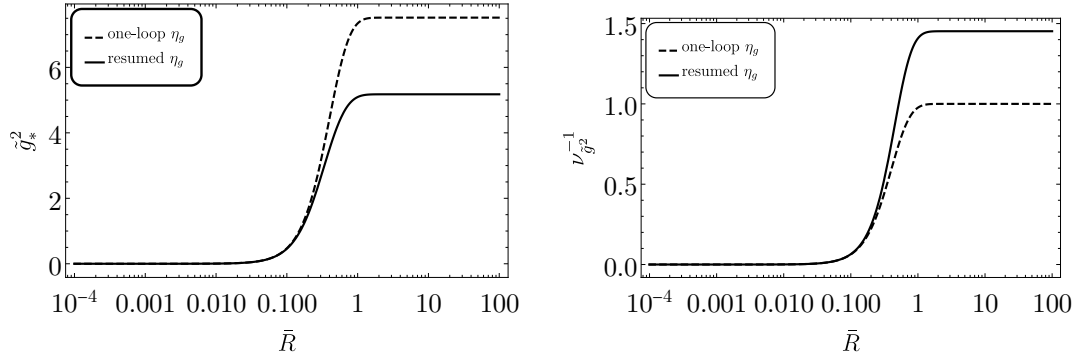 one-loop η_g
resumed η_g
6
4
2
0
g̃²_*
10⁻⁴ 0.001 0.010 0.100 1 10 100
R̄
one-loop η_g
resumed η_g
1.5
1.0
0.5
0.0
ν⁻¹_g̃²
10⁻⁴ 0.001 0.010 0.100 1 10 100
R̄